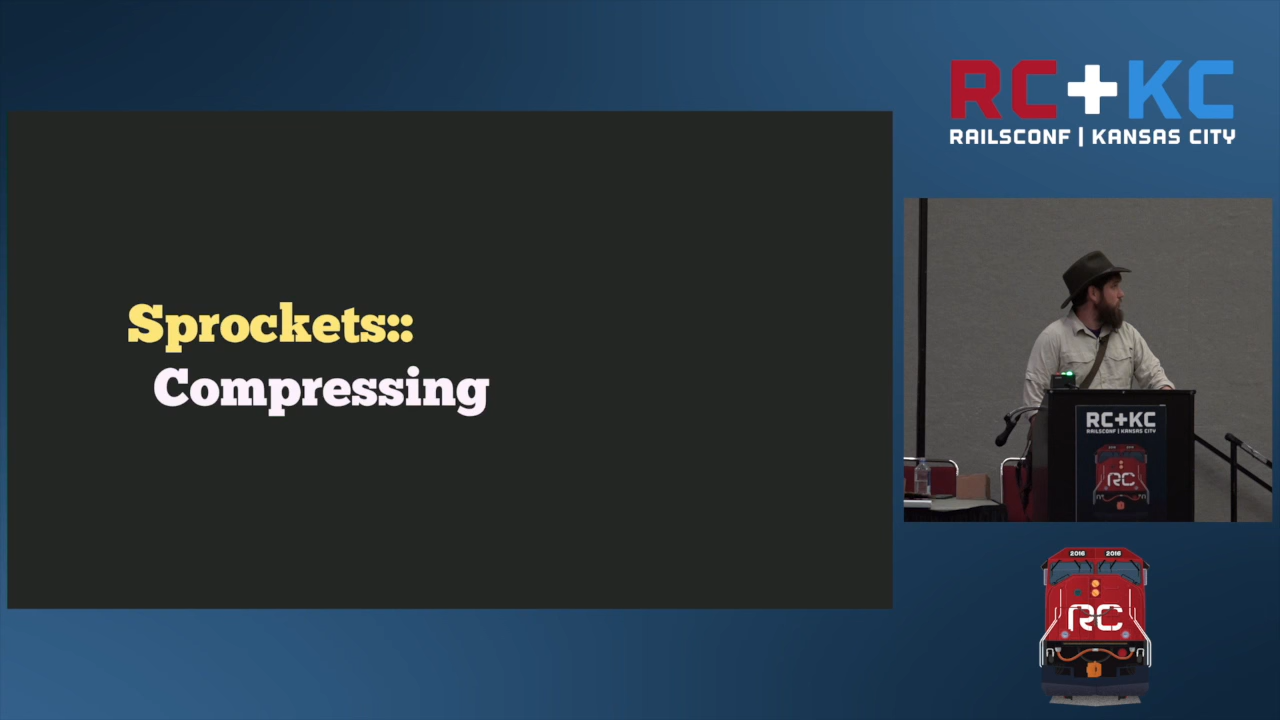 Sprockets::
Compressing
RC+KC
RAILSCONF | KANSAS CITY
RC+KC
RAILSCONF | KANSAS CITY
RC
2016 2016
RC